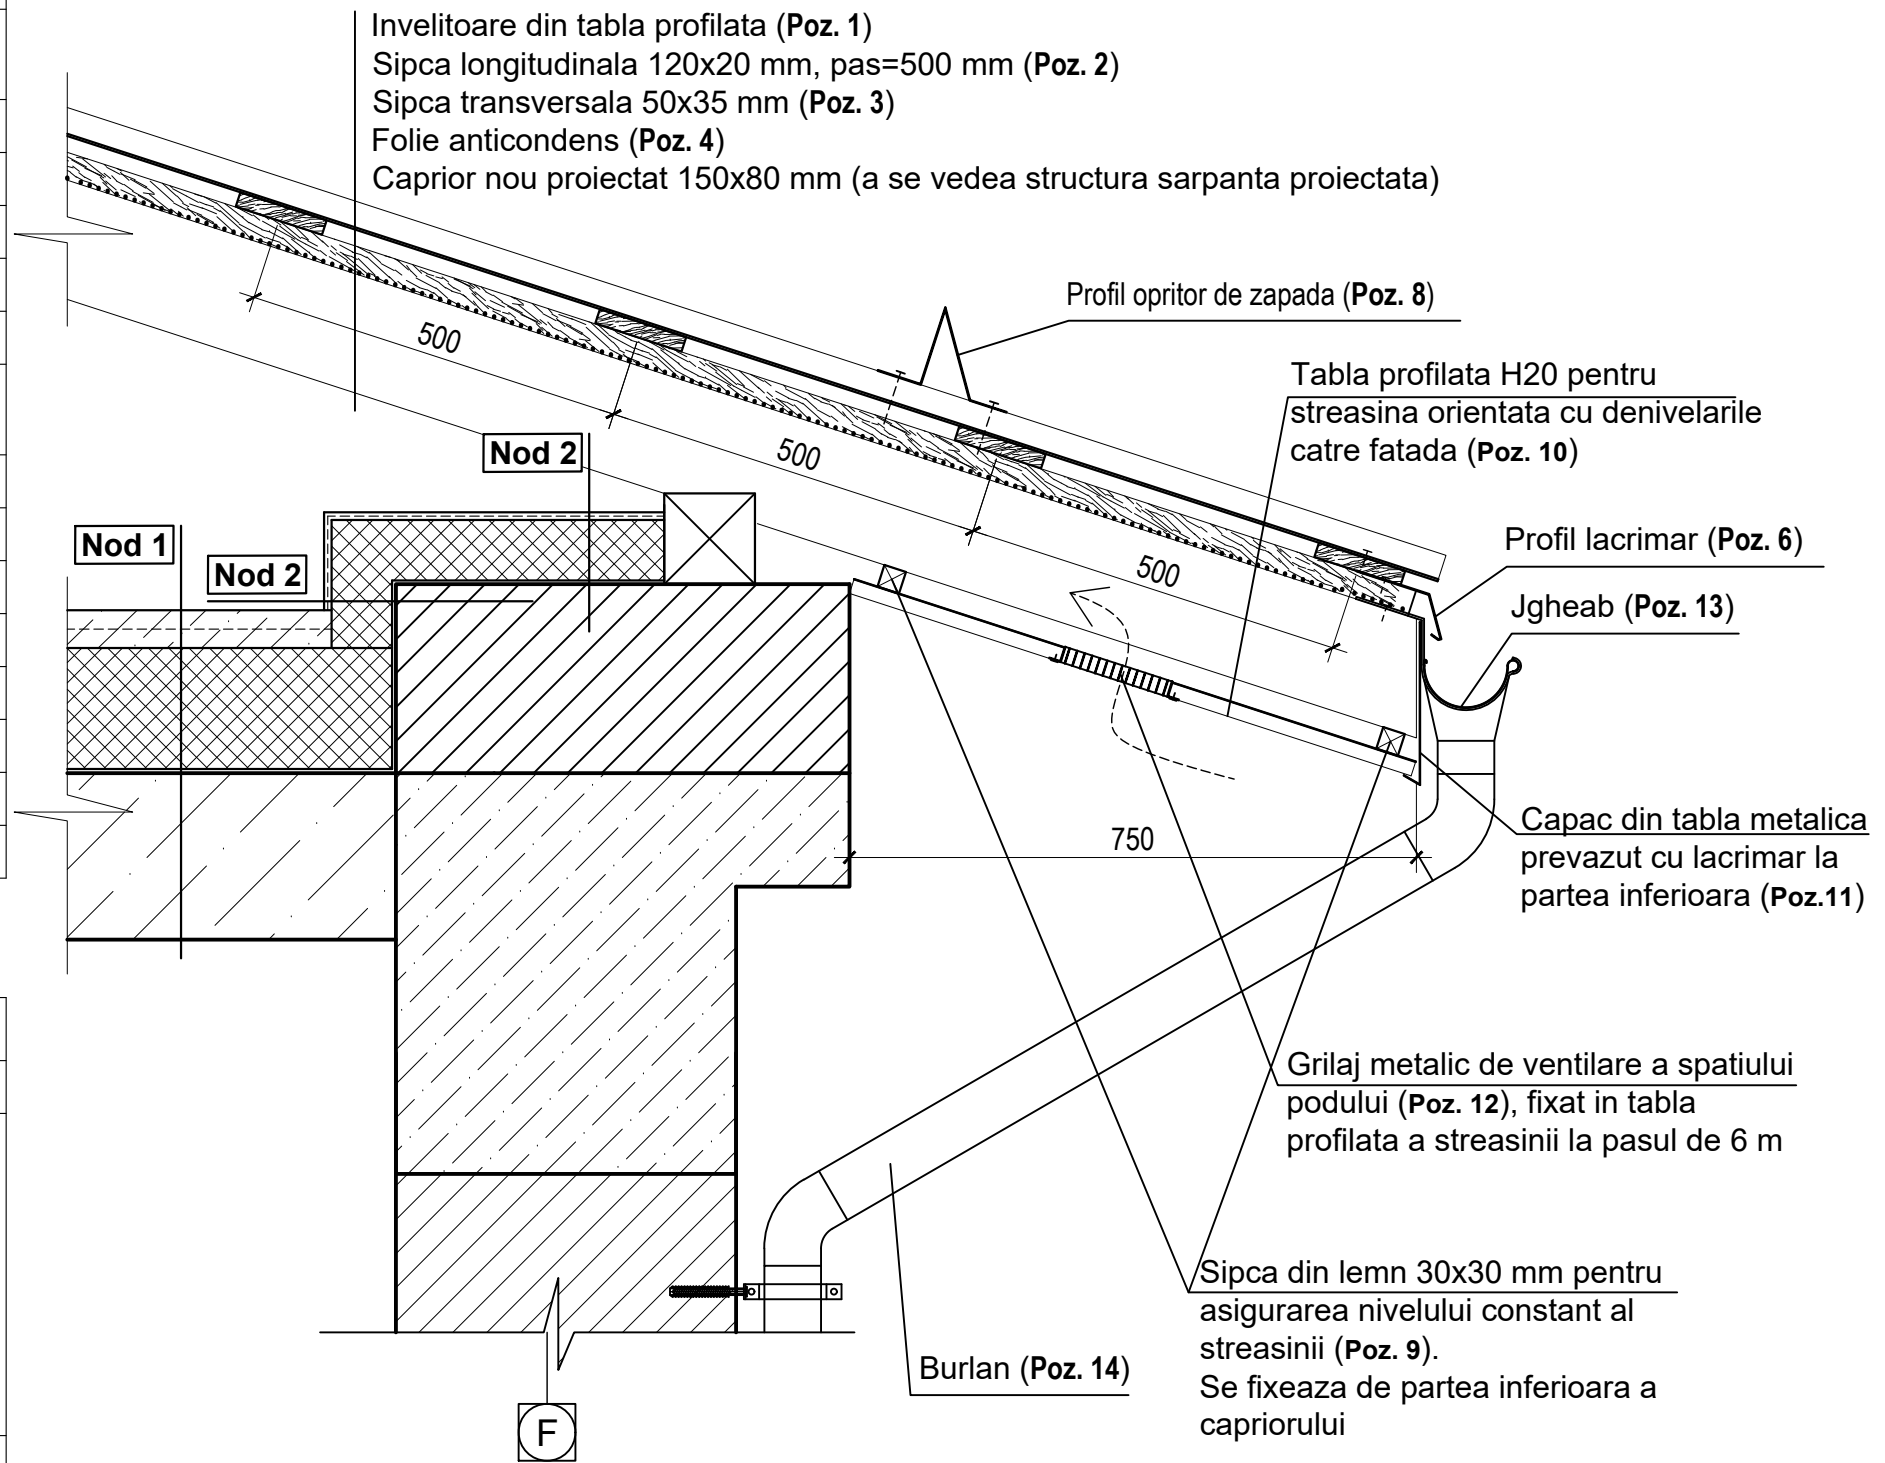 Invelitoare din tabla profilata (Poz. 1)
Sipca longitudinala 120x20 mm, pas=500 mm (Poz. 2)
Sipca transversala 50x35 mm (Poz. 3)
Folie anticondens (Poz. 4)
Caprior nou proiectat 150x80 mm (a se vedea structura sarpanta proiectata)
Profil opritor de zapada (Poz. 8)
500
Tabla profilata H20 pentru
streasina orientata cu denivelarile
catre fatada (Poz. 10)
Nod 2
500
Nod 1
Nod 2
500
Profil lacrimar (Poz. 6)
Jgheab (Poz. 13)
750
Capac din tabla metalica
prevazut cu lacrimar la
partea inferioara (Poz.11)
Grilaj metalic de ventilare a spatiului
podului (Poz. 12), fixat in tabla
profilata a streasinii la pasul de 6 m
Sipca din lemn 30x30 mm pentru
asigurarea nivelului constant al
streasinii (Poz. 9).
Se fixeaza de partea inferioara a
capriorului
Burlan (Poz. 14)
F